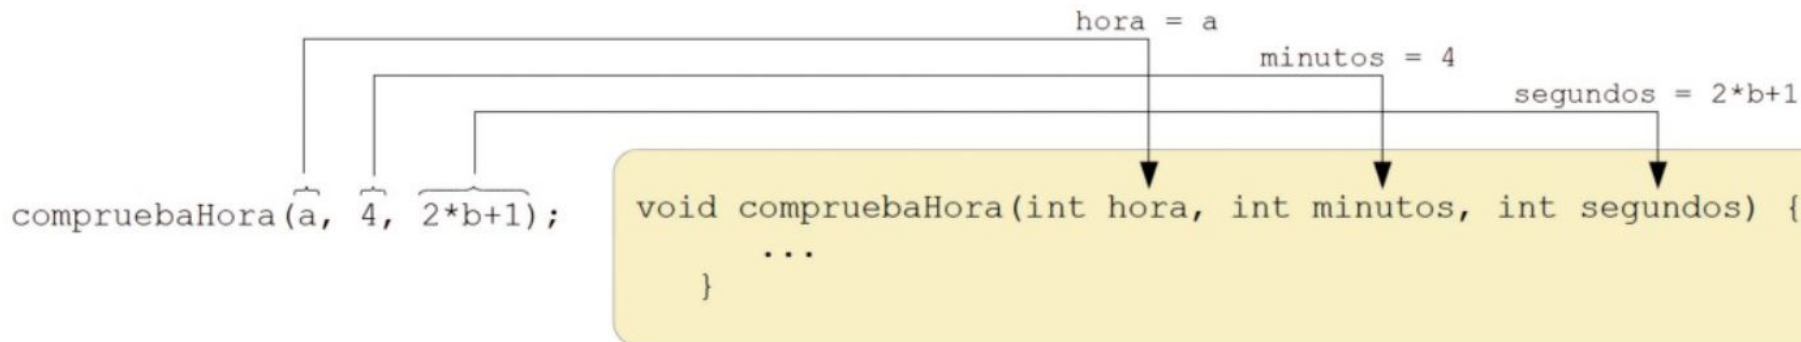 hora = a
minutos = 4
segundos = 2*b+1
compruebaHora(a, 4, 2*b+1);
void compruebaHora(int hora, int minutos, int segundos) {
...
}